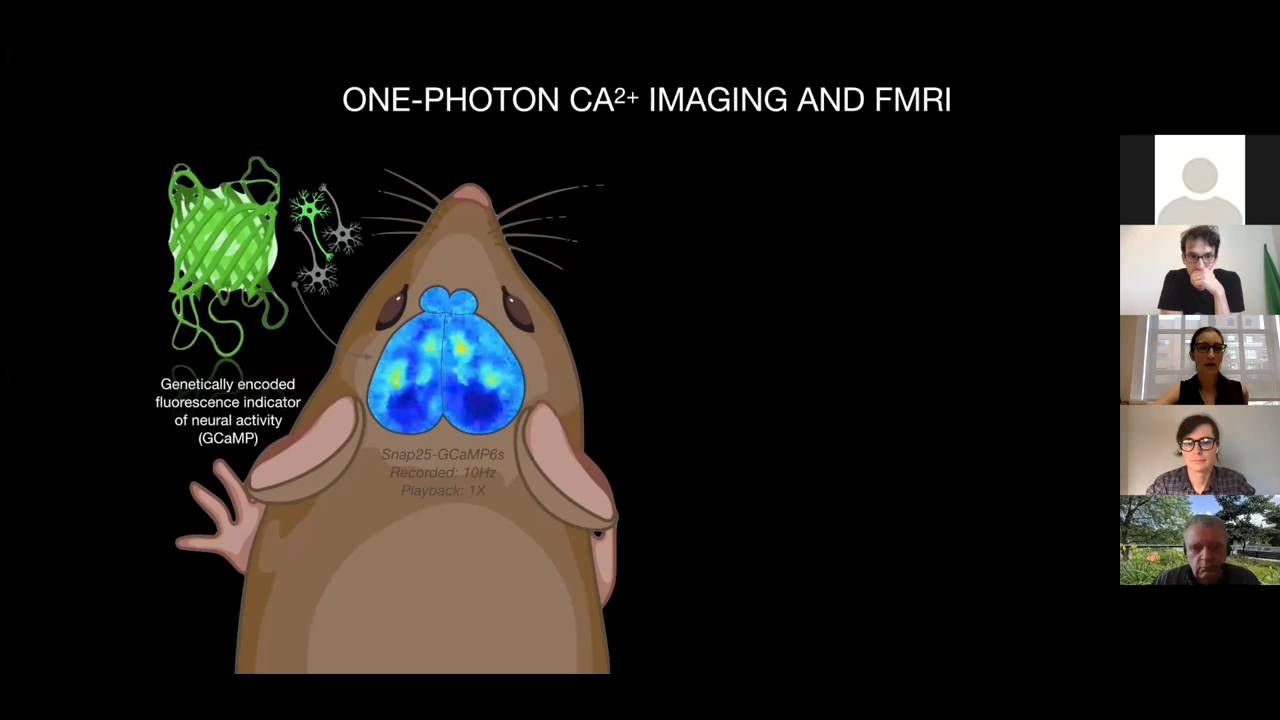 ONE-PHOTON CA²⁺ IMAGING AND FMRI
Genetically encoded
fluorescence indicator
of neural activity
(GCaMP)
Snap25-GCaMP6s
Recorded: 10Hz
Playback: 1X